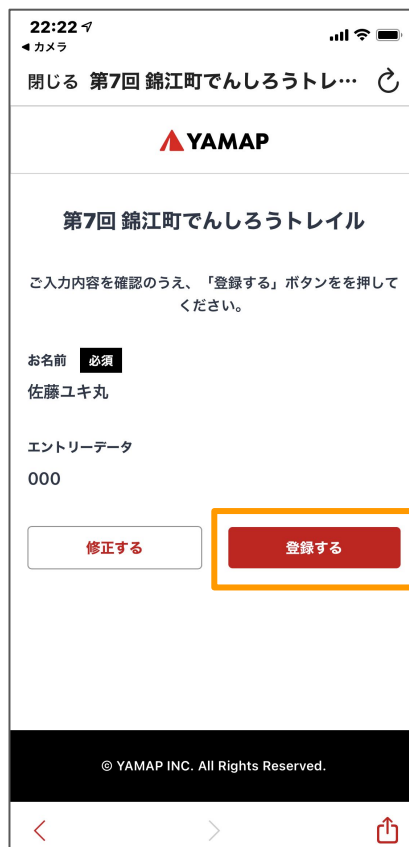 22:22
カメラ
閉じる 第7回 錦江町でんしろうトレ…
YAMAP
第7回 錦江町でんしろうトレイル
ご入力内容を確認のうえ、「登録する」ボタンをを押して
ください。
お名前 必須
佐藤ユキ丸
エントリーデータ
000
修正する 登録する
© YAMAP INC. All Rights Reserved.